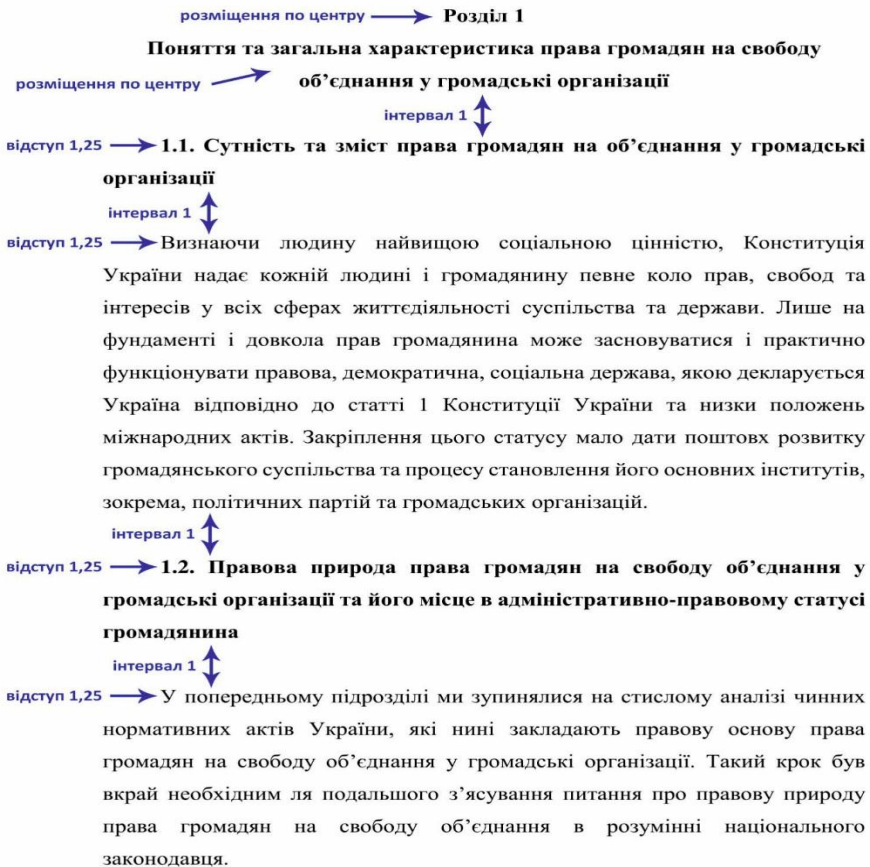 розміщення по центру Розділ 1
Поняття та загальна характеристика права громадян на свободу
розміщення по центру об’єднання у громадські організації
інтервал 1
відступ 1,25 1.1. Сутність та зміст права громадян на об’єднання у громадські
організації
інтервал 1
відступ 1,25 Визнаючи людину найвищою соціальною цінністю, Конституція
України надає кожній людині і громадянину певне коло прав, свобод та
інтересів у всіх сферах життєдіяльності суспільства та держави. Лише на
фундаменті і довкола прав громадянина може засновуватися і практично
функціонувати правова, демократична, соціальна держава, якою декларується
Україна відповідно до статті 1 Конституції України та низки положень
міжнародних актів. Закріплення цього статусу мало дати поштовх розвитку
громадянського суспільства та процесу становлення його основних інститутів,
зокрема, політичних партій та громадських організацій.
інтервал 1
відступ 1,25 1.2. Правова природа права громадян на свободу об’єднання у
громадські організації та його місце в адміністративно-правовому статусі
громадянина
інтервал 1
відступ 1,25 У попередньому підрозділі ми зупинялися на стислому аналізі чинних
нормативних актів України, які нині закладають правову основу права
громадян на свободу об’єднання у громадські організації. Такий крок був
вкрай необхідним ля подальшого з’ясування питання про правову природу
права громадян на свободу об’єднання в розумінні національного
законодавця.